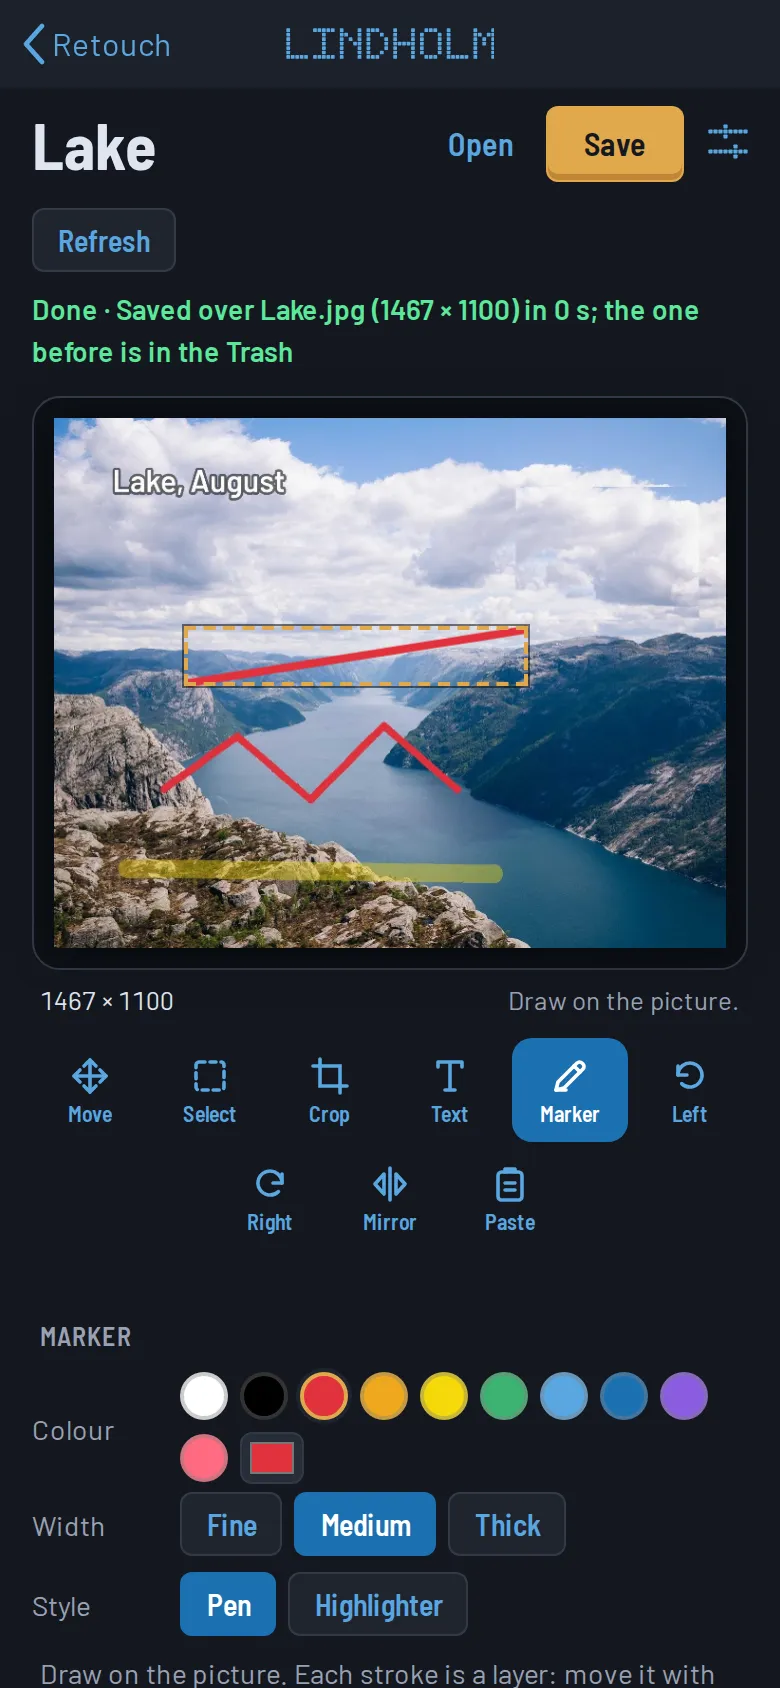 Retouch
LINDHOLM
Lake
Open
Save
Refresh
Done · Saved over Lake.jpg (1467 × 1100) in 0 s; the one
before is in the Trash
Lake, August
1467 × 1100
Draw on the picture.
Move
Select
Crop
Text
Marker
Left
Right
Mirror
Paste
MARKER
Colour
Width
Fine
Medium
Thick
Style
Pen
Highlighter
Draw on the picture. Each stroke is a layer: move it with